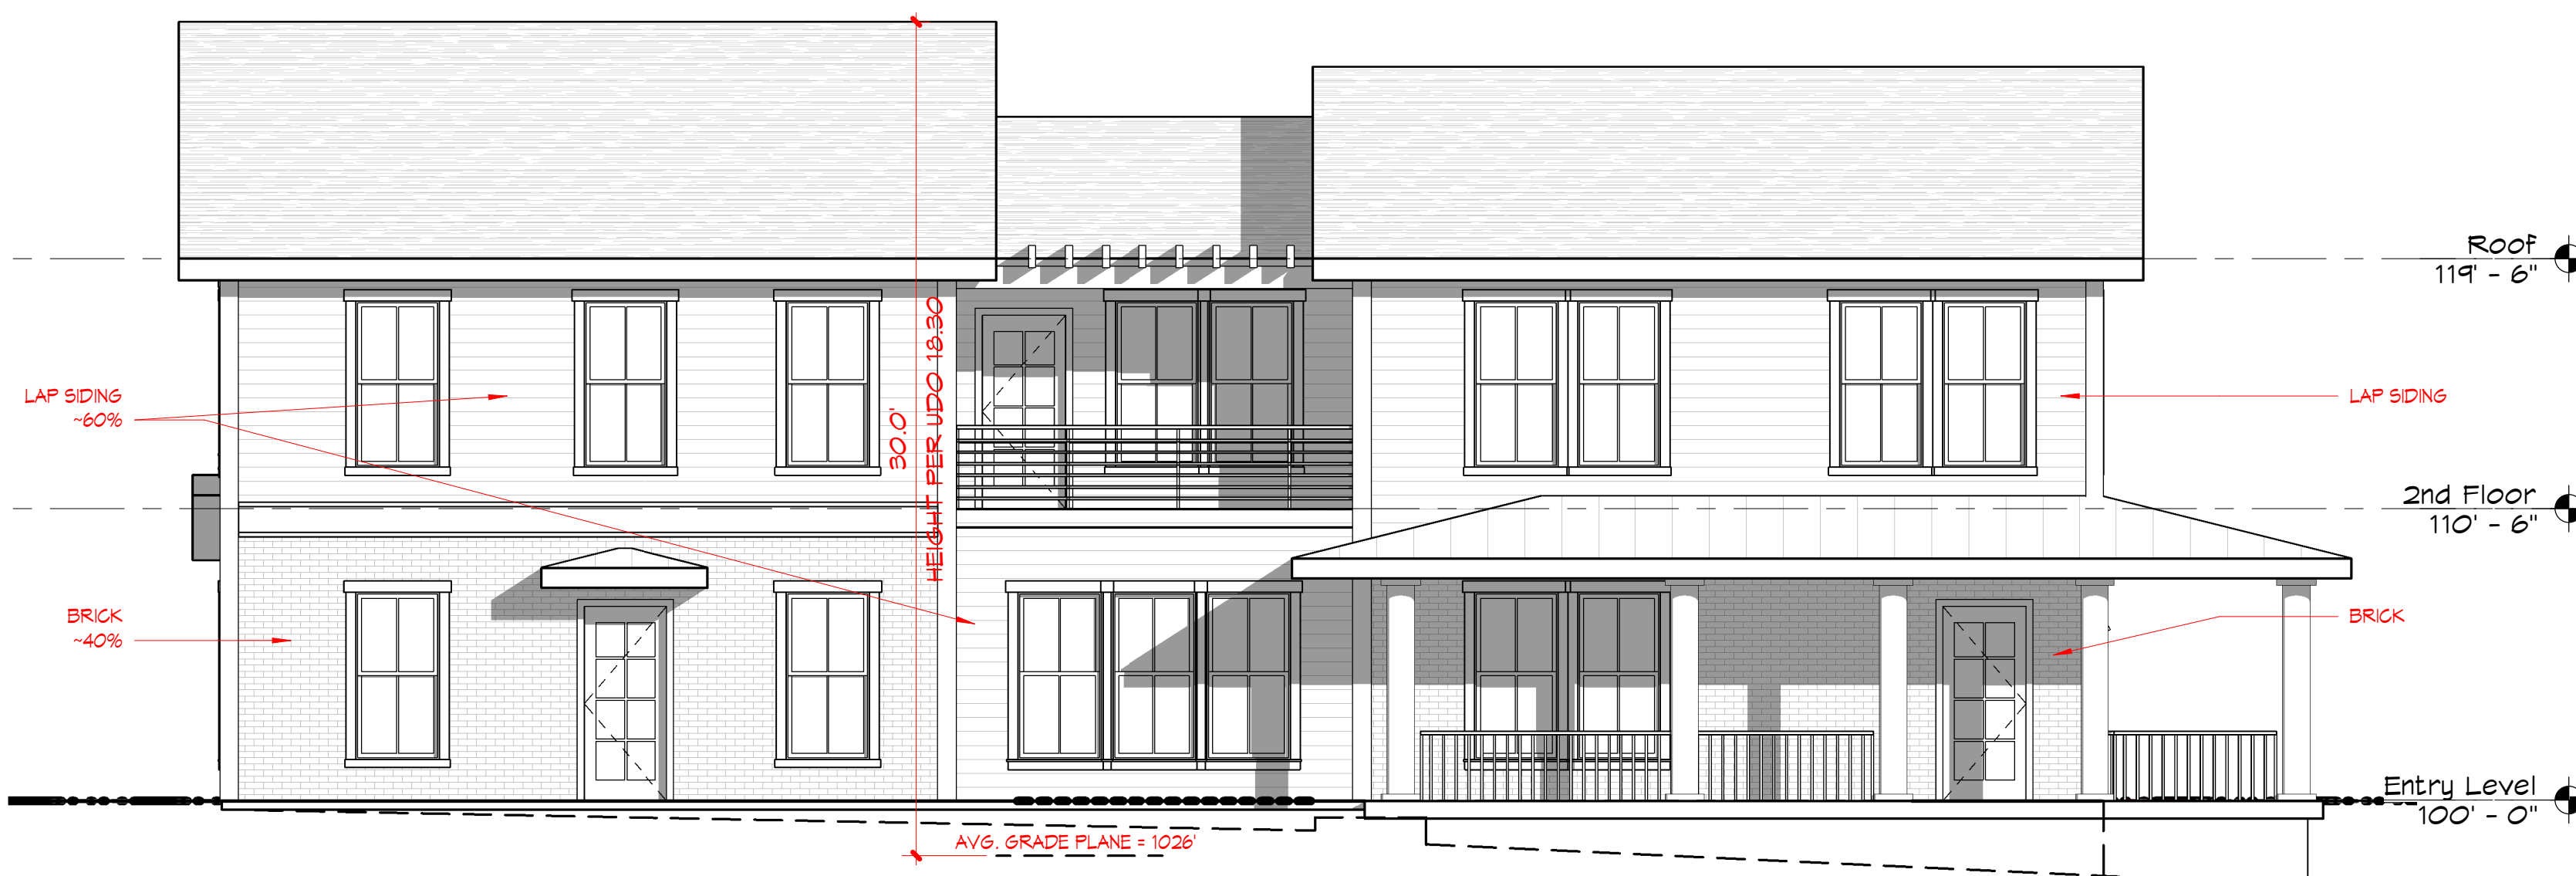 Roof
119' - 6"
LAP SIDING
~60%
30.0'
HEIGHT PER UDO 18.30
LAP SIDING
2nd Floor
110' - 6"
BRICK
~40%
BRICK
Entry Level
100' - 0"
AVG. GRADE PLANE = 1026'